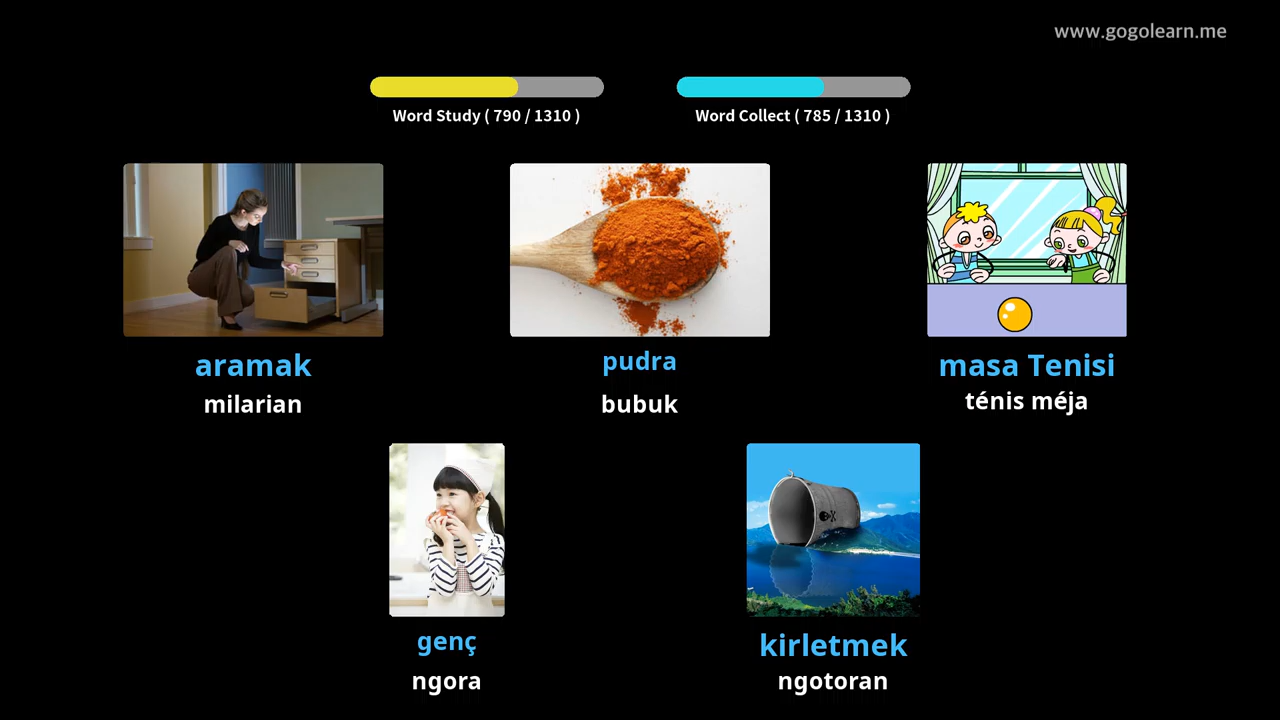 www.gogolearn.me
Word Study ( 790 / 1310 )
Word Collect ( 785 / 1310 )
aramak
milarian
pudra
bubuk
masa Tenisi
ténis méja
genç
ngora
kirletmek
ngotoran